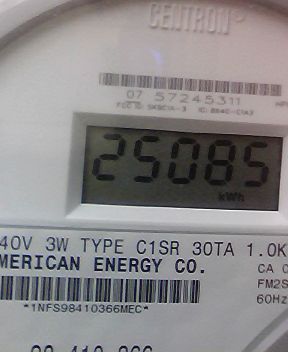 CENTRON
07 57245311
25085
kWh
40V 3W TYPE C1SR 30TA 1.0K
MERICAN ENERGY CO.
CA 0
FM2S
60Hz
*1NFS98410366MEC*